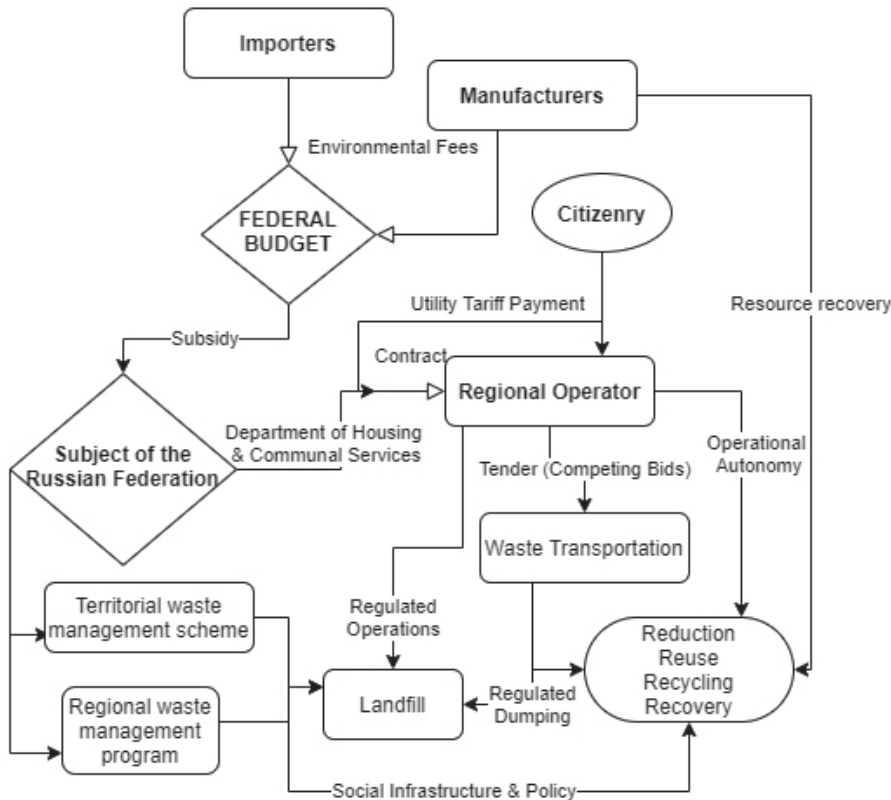 Importers
Manufacturers
Environmental Fees
FEDERAL
BUDGET
Citizenry
Utility Tariff Payment
Resource recovery
Subsidy
Contract
Regional Operator
Department of Housing
& Communal Services
Subject of the
Russian Federation
Operational
Autonomy
Tender (Competing Bids)
Waste Transportation
Territorial waste
management scheme
Regulated
Operations
Reduction
Reuse
Recycling
Recovery
Regional waste
management
program
Landfill
Regulated
Dumping
Social Infrastructure & Policy